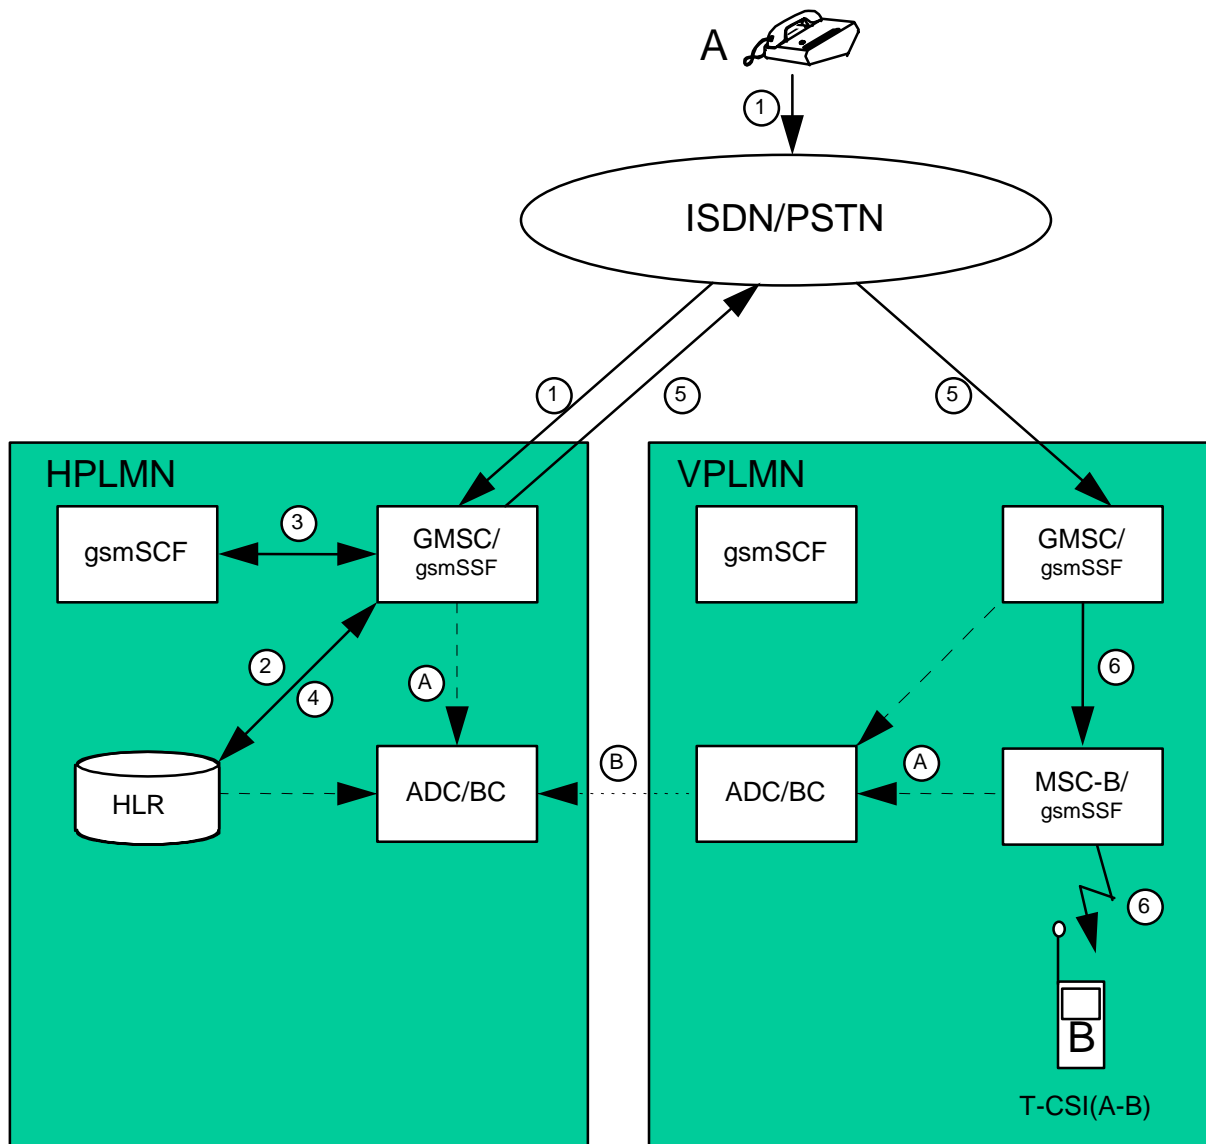 A
1
ISDN/PSTN
1
5
5
HPLMN
VPLMN
gsmSCF
3
GMSC/
gsmSSF
gsmSCF
GMSC/
gsmSSF
2
4
A
6
HLR
ADC/BC
B
ADC/BC
A
MSC-B/
gsmSSF
6
B
T-CSI(A-B)